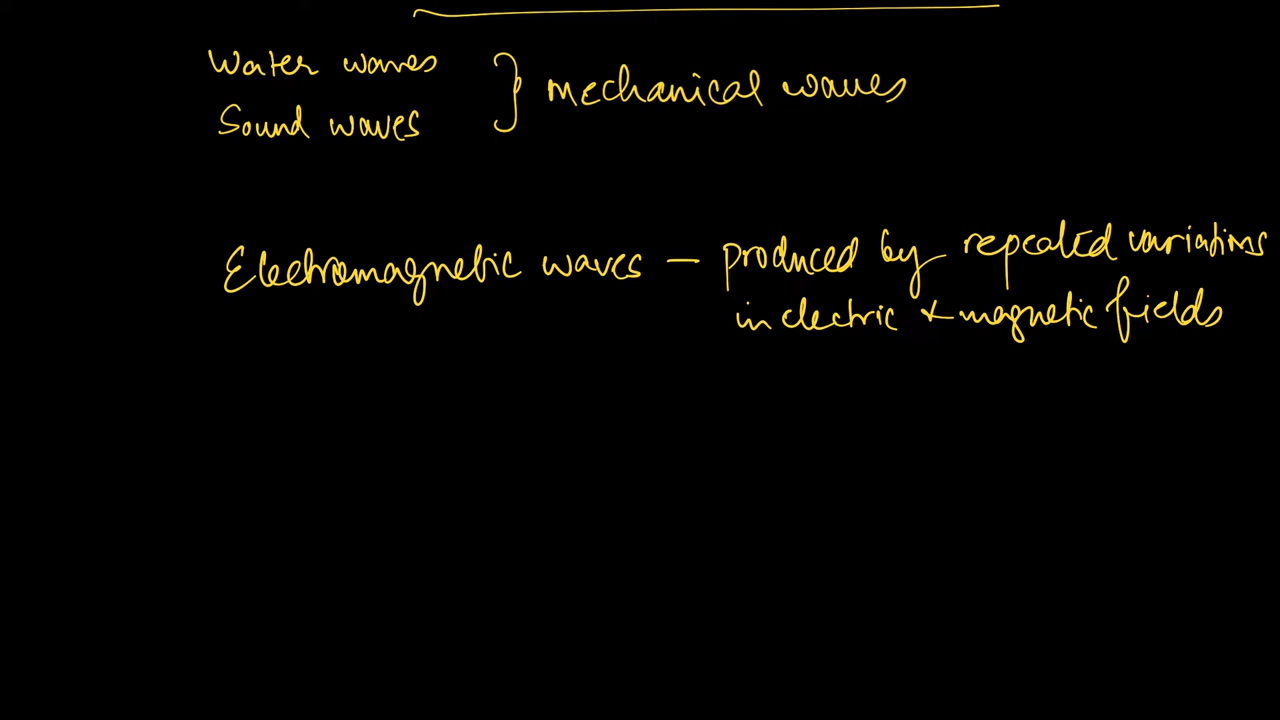 Water waves
Sound waves
} mechanical waves
Electromagnetic waves — produced by repeated variations
in electric & magnetic fields